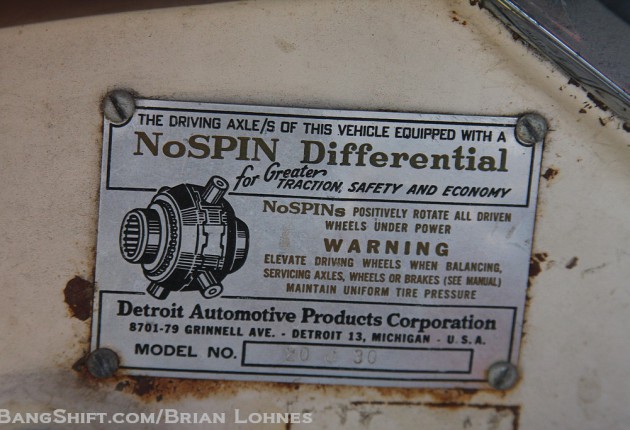 THE DRIVING AXLE/S OF THIS VEHICLE EQUIPPED WITH A
NoSPIN Differential
for Greater
TRACTION, SAFETY AND ECONOMY
NoSPINs POSITIVELY ROTATE ALL DRIVEN
WHEELS UNDER POWER
WARNING
ELEVATE DRIVING WHEELS WHEN BALANCING,
SERVICING AXLES, WHEELS OR BRAKES (SEE MANUAL)
MAINTAIN UNIFORM TIRE PRESSURE
Detroit Automotive Products Corporation
8701-79 GRINNELL AVE. - DETROIT 13, MICHIGAN - U.S.A.
MODEL NO. 30
BangShift.com/Brian Lohnes